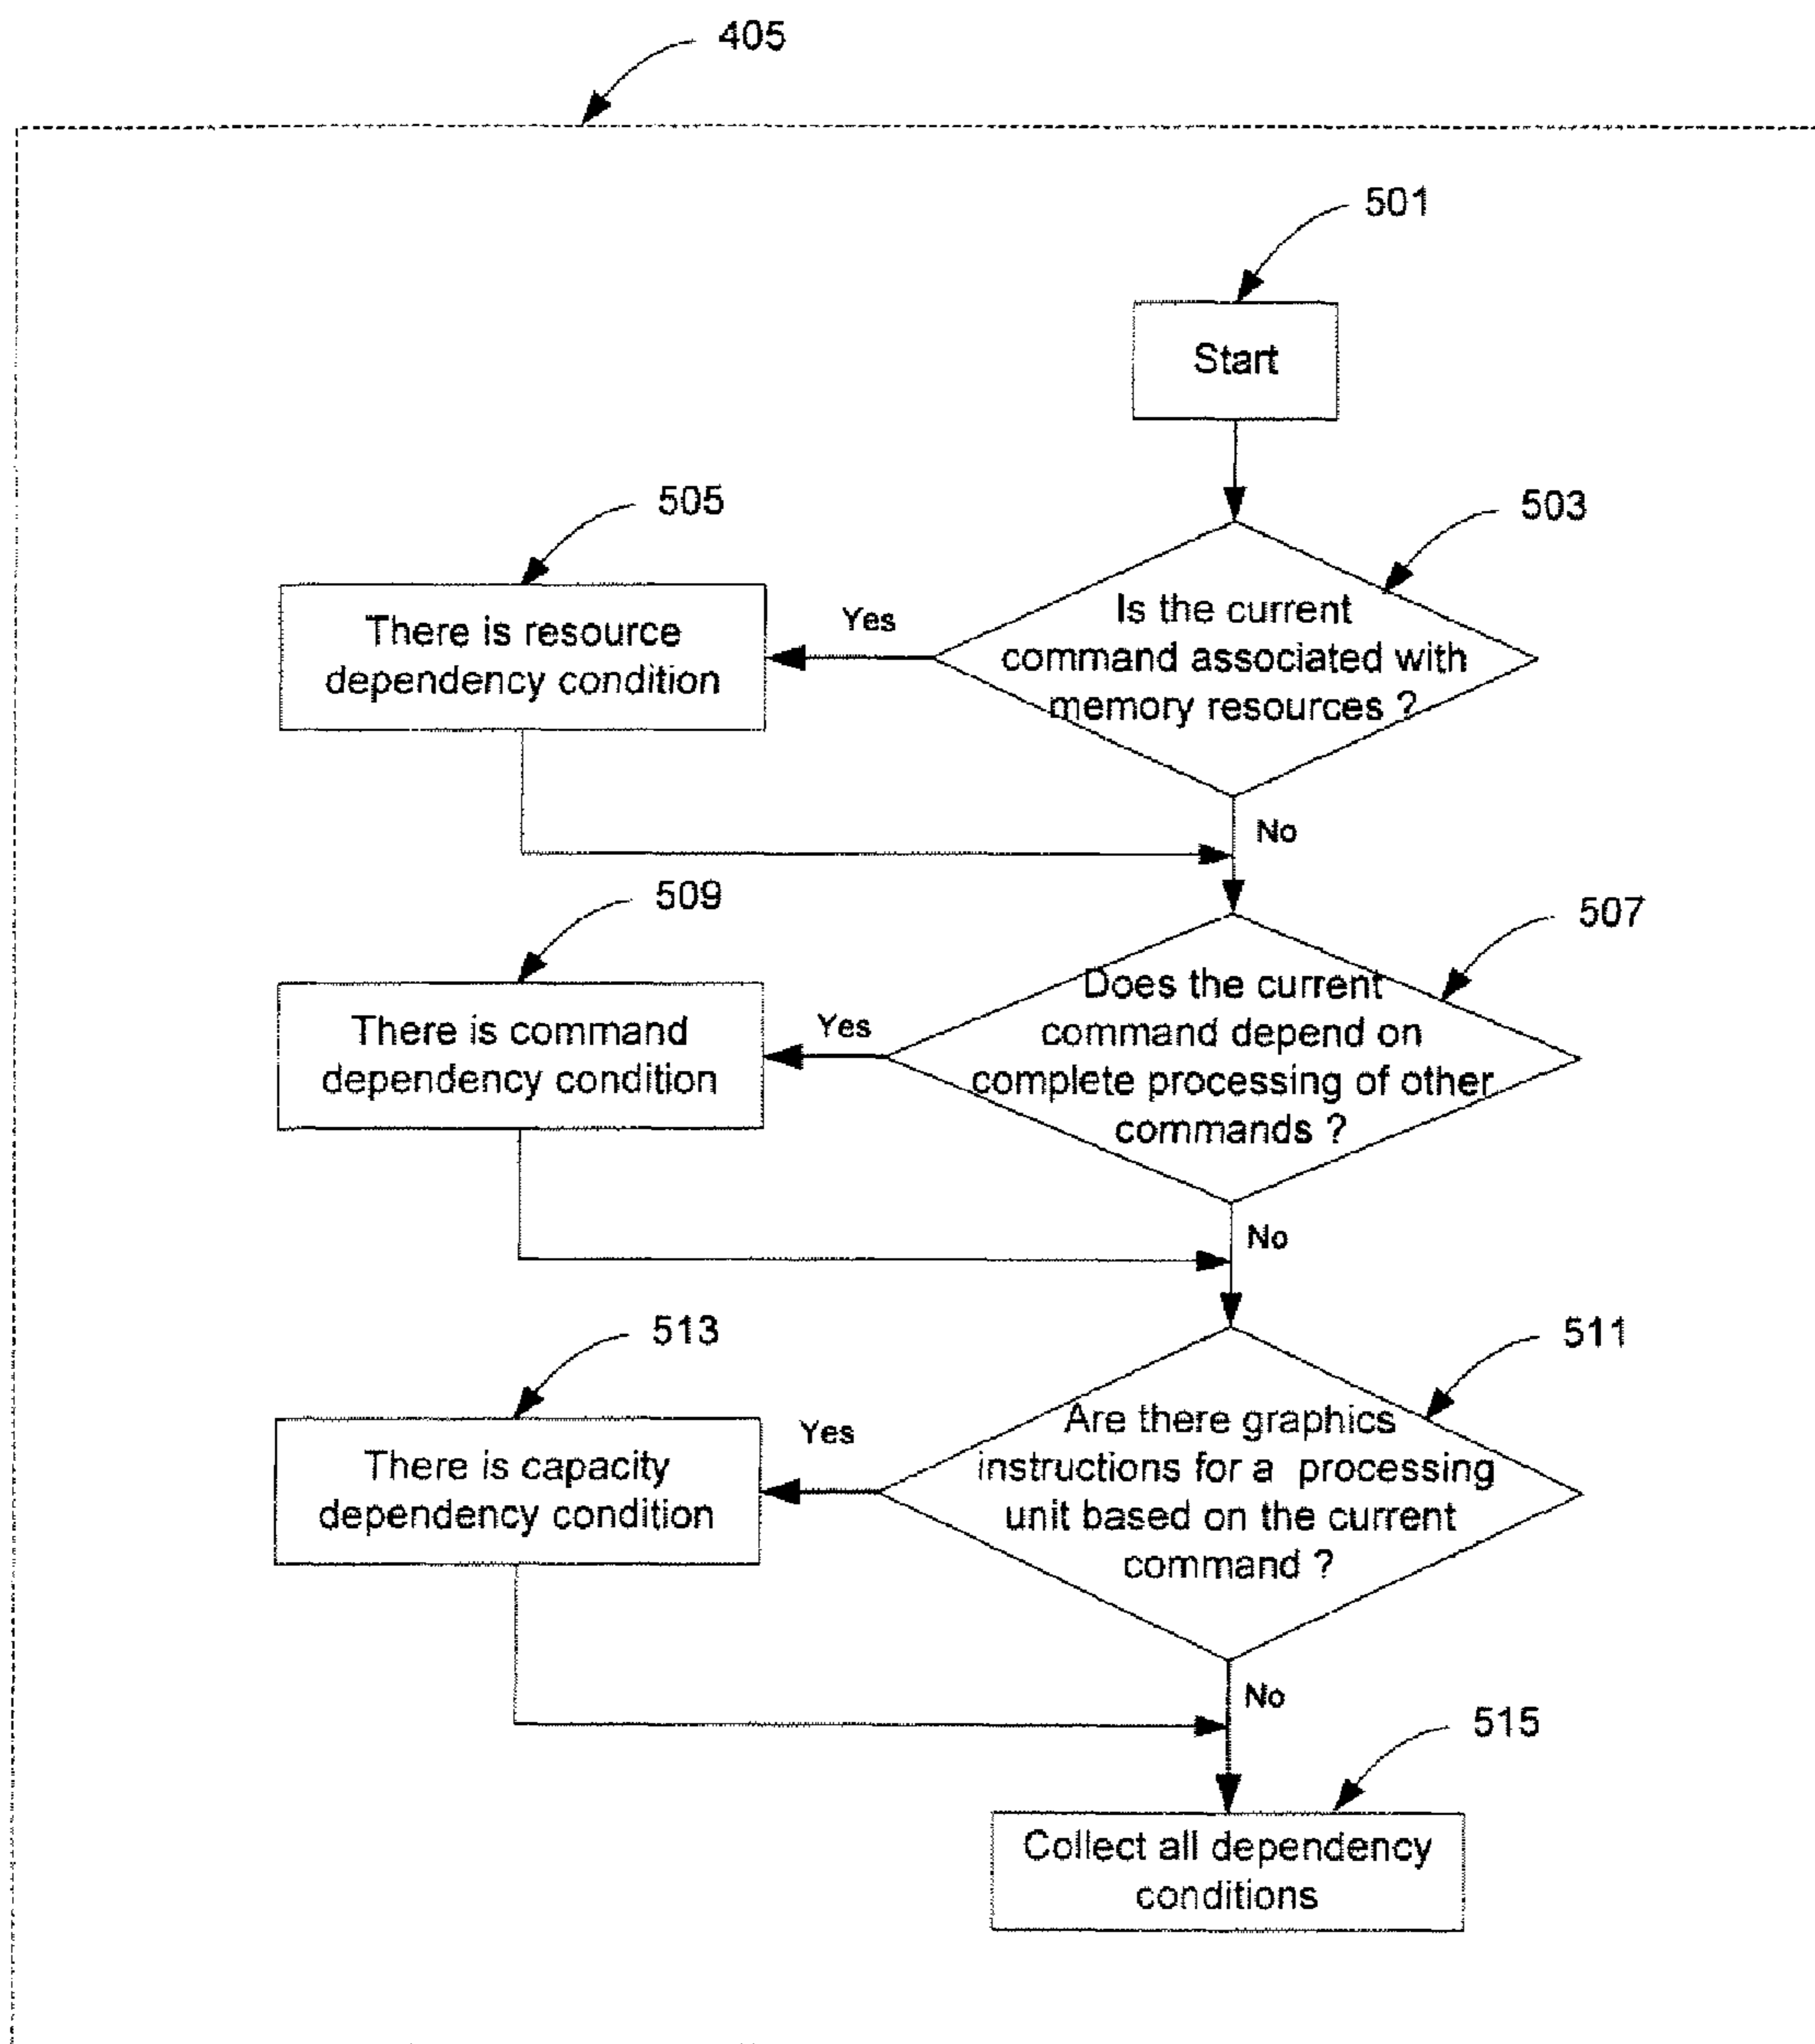 405
501
Start
505
503
There is resource
dependency condition
Yes
Is the current
command associated with
memory resources ?
No
509
507
There is command
dependency condition
Yes
Does the current
command depend on
complete processing of other
commands ?
No
513
511
There is capacity
dependency condition
Yes
Are there graphics
instructions for a processing
unit based on the current
command ?
No
515
Collect all dependency
conditions